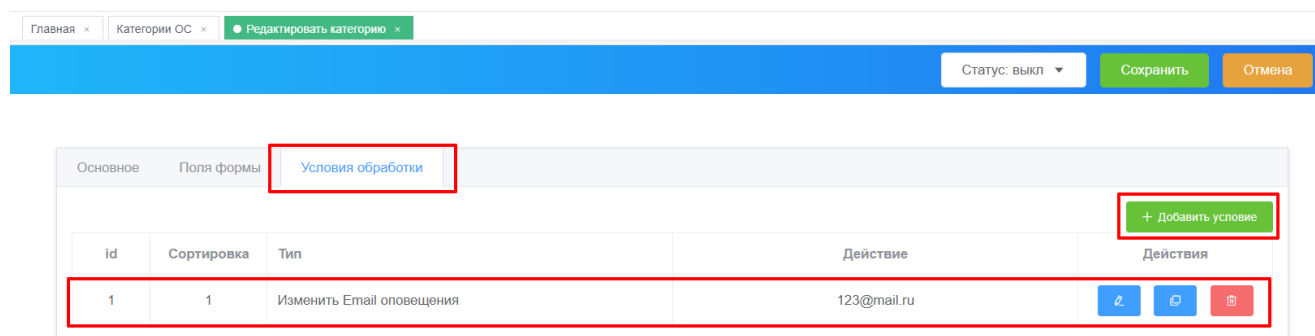 Главная × Категории ОС × Редактировать категорию ×
Статус: выкл Сохранить Отмена
Основное Поля формы Условия обработки
+ Добавить условие
id Сортировка Тип Действие Действия
1 1 Изменить Email оповещения 123@mail.ru